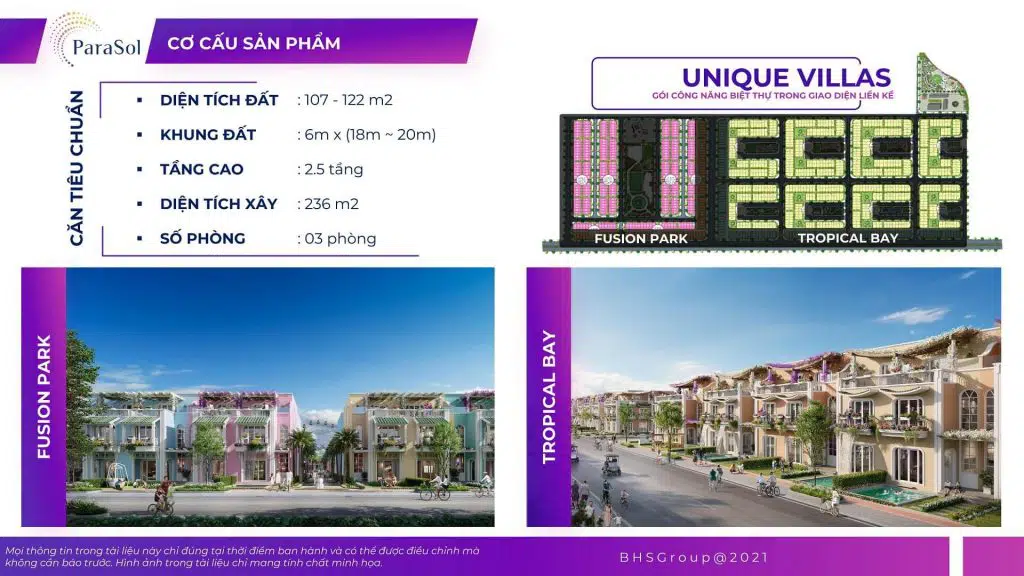 ParaSol
CƠ CẤU SẢN PHẨM
CĂN TIÊU CHUẨN
▪ DIỆN TÍCH ĐẤT : 107 - 122 m2
▪ KHUNG ĐẤT : 6m x (18m ~ 20m)
▪ TẦNG CAO : 2.5 tầng
▪ DIỆN TÍCH XÂY : 236 m2
▪ SỐ PHÒNG : 03 phòng
UNIQUE VILLAS
GÓI CÔNG NĂNG BIỆT THỰ TRONG GIAO DIỆN LIỀN KỀ
FUSION PARK
TROPICAL BAY
FUSION PARK
TROPICAL BAY
Mọi thông tin trong tài liệu này chỉ đúng tại thời điểm ban hành và có thể được điều chỉnh mà
không cần báo trước. Hình ảnh trong tài liệu chỉ mang tính chất minh họa.
BHSGroup@2021